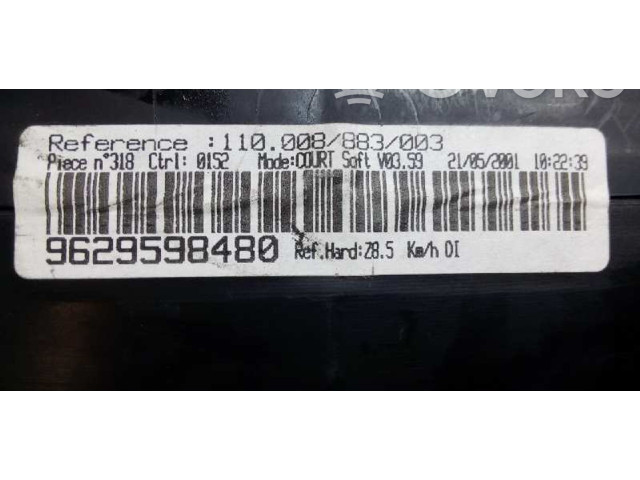 Reference :110.008/883/003
Piece n°318 Ctrl: 0152 Mode:COURT Soft V03.59 21/05/2001 10:22:39
9629598480 Ref.Hard:Z8.5 Km/h DI